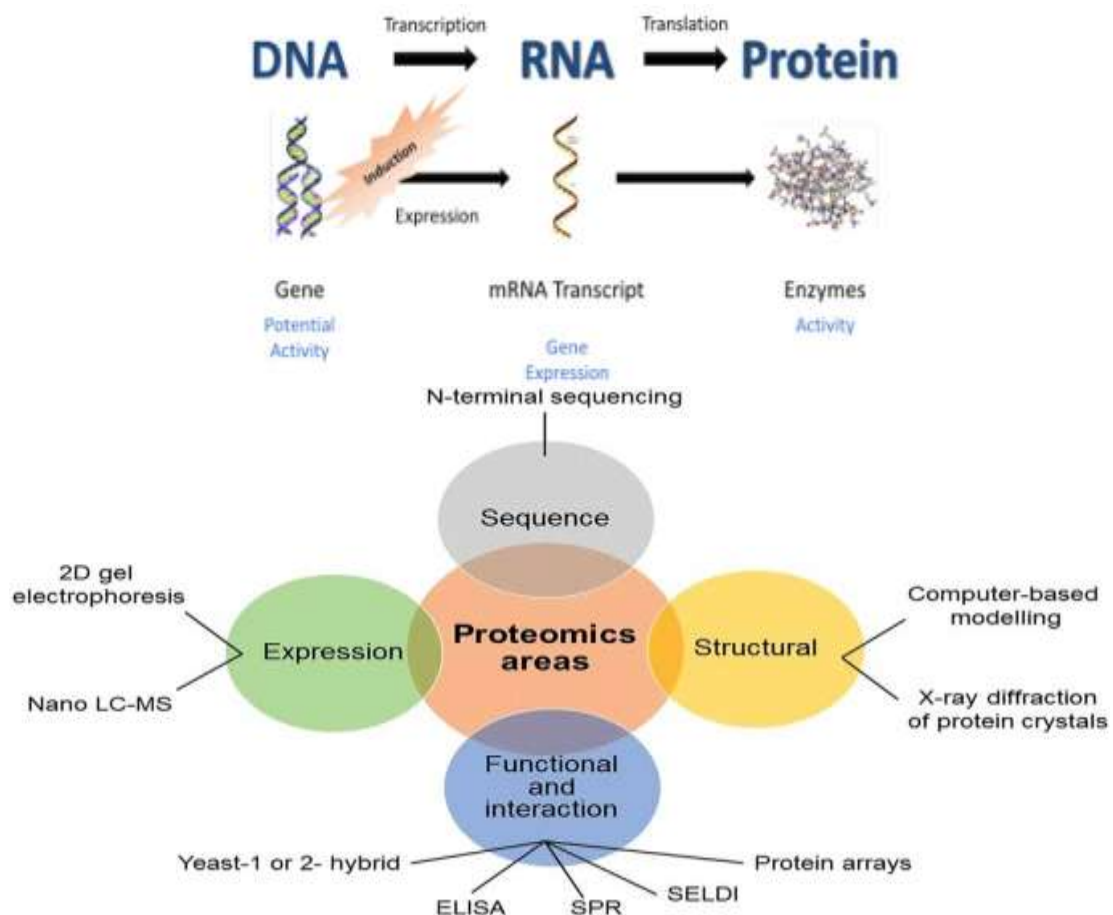 Transcription
Translation
DNA
RNA
Protein
Induction
Expression
Gene
mRNA Transcript
Enzymes
Potential
Activity
Gene
Expression
Activity
N-terminal sequencing
Sequence
2D gel
electrophoresis
Nano LC-MS
Expression
Proteomics
areas
Structural
Computer-based
modelling
X-ray diffraction
of protein crystals
Functional
and
interaction
Yeast-1 or 2- hybrid
ELISA
SPR
SELDI
Protein arrays